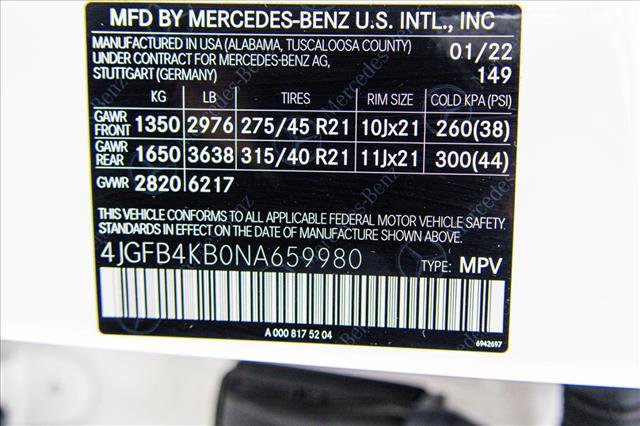 MFD BY MERCEDES-BENZ U.S. INTL., INC
MANUFACTURED IN USA (ALABAMA, TUSCALOOSA COUNTY) 01/22
UNDER CONTRACT FOR MERCEDES-BENZ AG,
STUTTGART (GERMANY) 149
KG LB TIRES RIM SIZE COLD KPA (PSI)
GAWR FRONT 1350 2976 275/45 R21 10Jx21 260(38)
GAWR REAR 1650 3638 315/40 R21 11Jx21 300(44)
GVWR 2820 6217
THIS VEHICLE CONFORMS TO ALL APPLICABLE FEDERAL MOTOR VEHICLE SAFETY.
STANDARDS IN EFFECT ON THE DATE OF MANUFACTURE SHOWN ABOVE.
4JGFB4KB0NA659980 TYPE: MPV
A 000 817 52 04
6942697